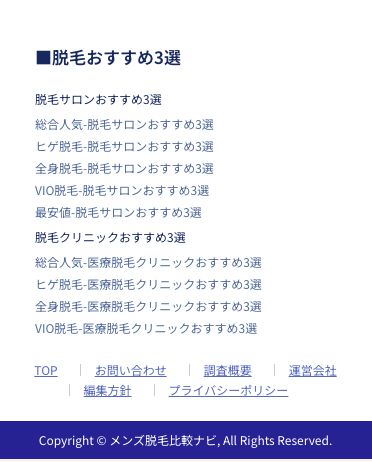 ■脱毛おすすめ3選
脱毛サロンおすすめ3選
総合人気-脱毛サロンおすすめ3選
ヒゲ脱毛-脱毛サロンおすすめ3選
全身脱毛-脱毛サロンおすすめ3選
VIO脱毛-脱毛サロンおすすめ3選
最安値-脱毛サロンおすすめ3選
脱毛クリニックおすすめ3選
総合人気-医療脱毛クリニックおすすめ3選
ヒゲ脱毛-医療脱毛クリニックおすすめ3選
全身脱毛-医療脱毛クリニックおすすめ3選
VIO脱毛-医療脱毛クリニックおすすめ3選
TOP | お問い合わせ | 調査概要 | 運営会社
| 編集方針 | プライバシーポリシー
Copyright © メンズ脱毛比較ナビ, All Rights Reserved.